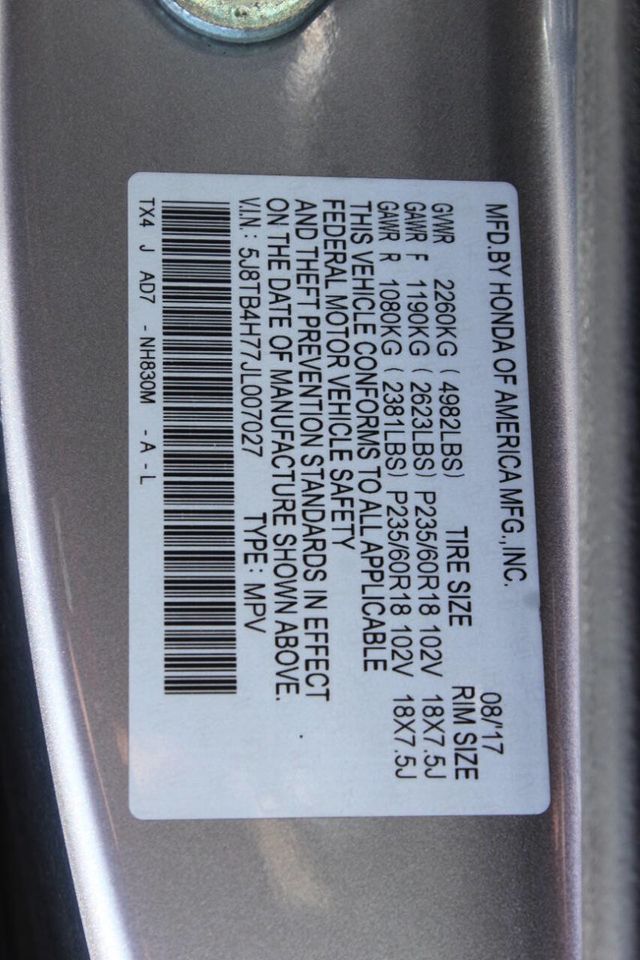 MFD.BY HONDA OF AMERICA MFG.,INC. 08/'17
GVWR 2260KG (4982LBS) TIRE SIZE RIM SIZE
GAWR F 1190KG (2623LBS) P235/60R18 102V 18X7.5J
GAWR R 1080KG (2381LBS) P235/60R18 102V 18X7.5J
THIS VEHICLE CONFORMS TO ALL APPLICABLE
FEDERAL MOTOR VEHICLE SAFETY
AND THEFT PREVENTION STANDARDS IN EFFECT
ON THE DATE OF MANUFACTURE SHOWN ABOVE.
V.I.N.: 5J8TB4H77JL007027 TYPE: MPV
TX4 J AD7 -NH830M -A-L